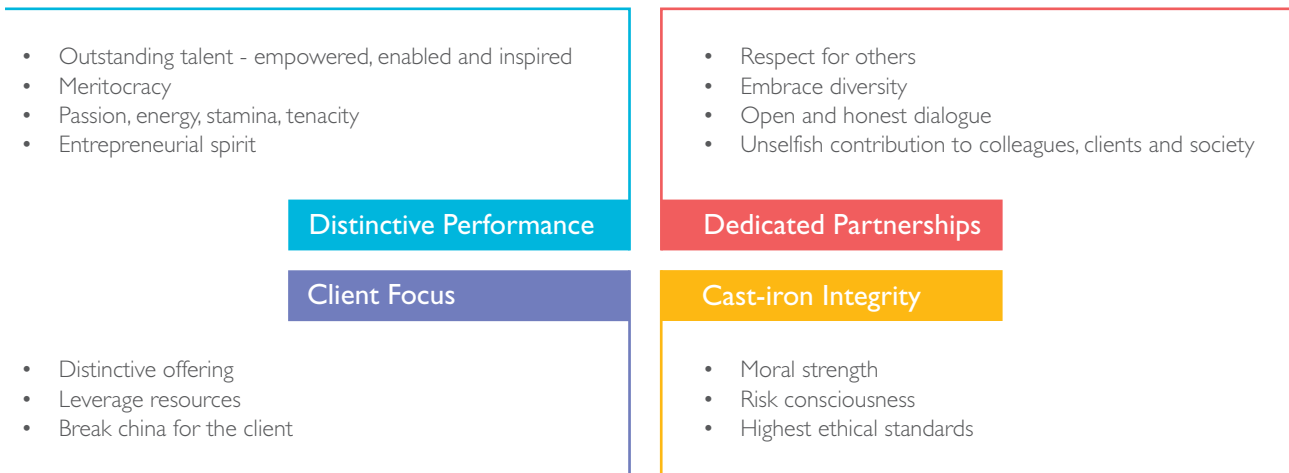 • Outstanding talent - empowered, enabled and inspired
• Meritocracy
• Passion, energy, stamina, tenacity
• Entrepreneurial spirit
Distinctive Performance
• Respect for others
• Embrace diversity
• Open and honest dialogue
• Unselfish contribution to colleagues, clients and society
Dedicated Partnerships
Client Focus
• Distinctive offering
• Leverage resources
• Break china for the client
Cast-iron Integrity
• Moral strength
• Risk consciousness
• Highest ethical standards